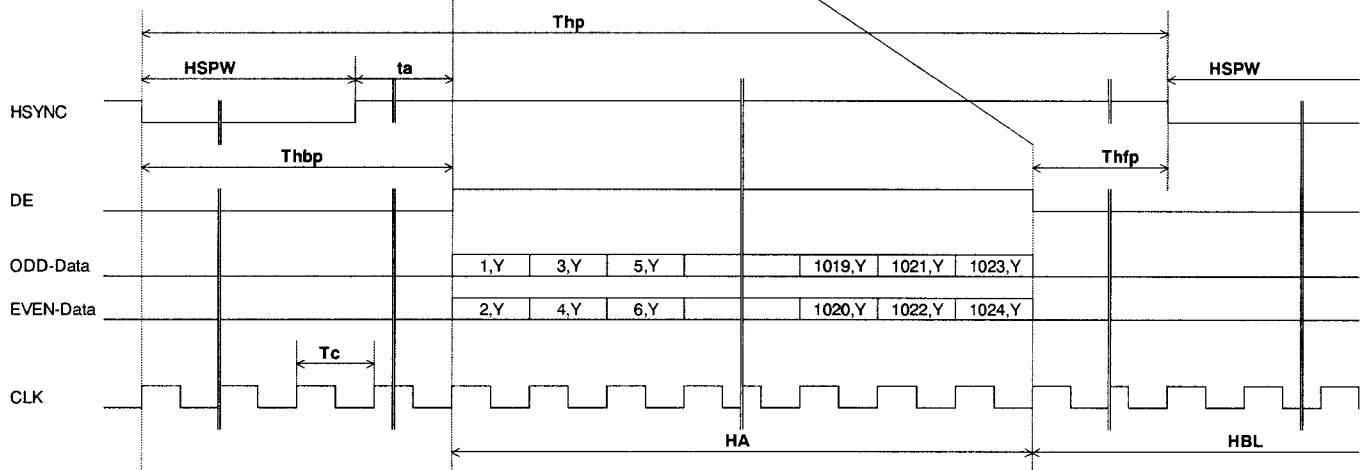 Thp
HSPW ta HSPW
HSYNC
Thbp Thfp
DE
ODD-Data 1,Y 3,Y 5,Y 1019,Y 1021,Y 1023,Y
EVEN-Data 2,Y 4,Y 6,Y 1020,Y 1022,Y 1024,Y
Tc
CLK
HA HBL